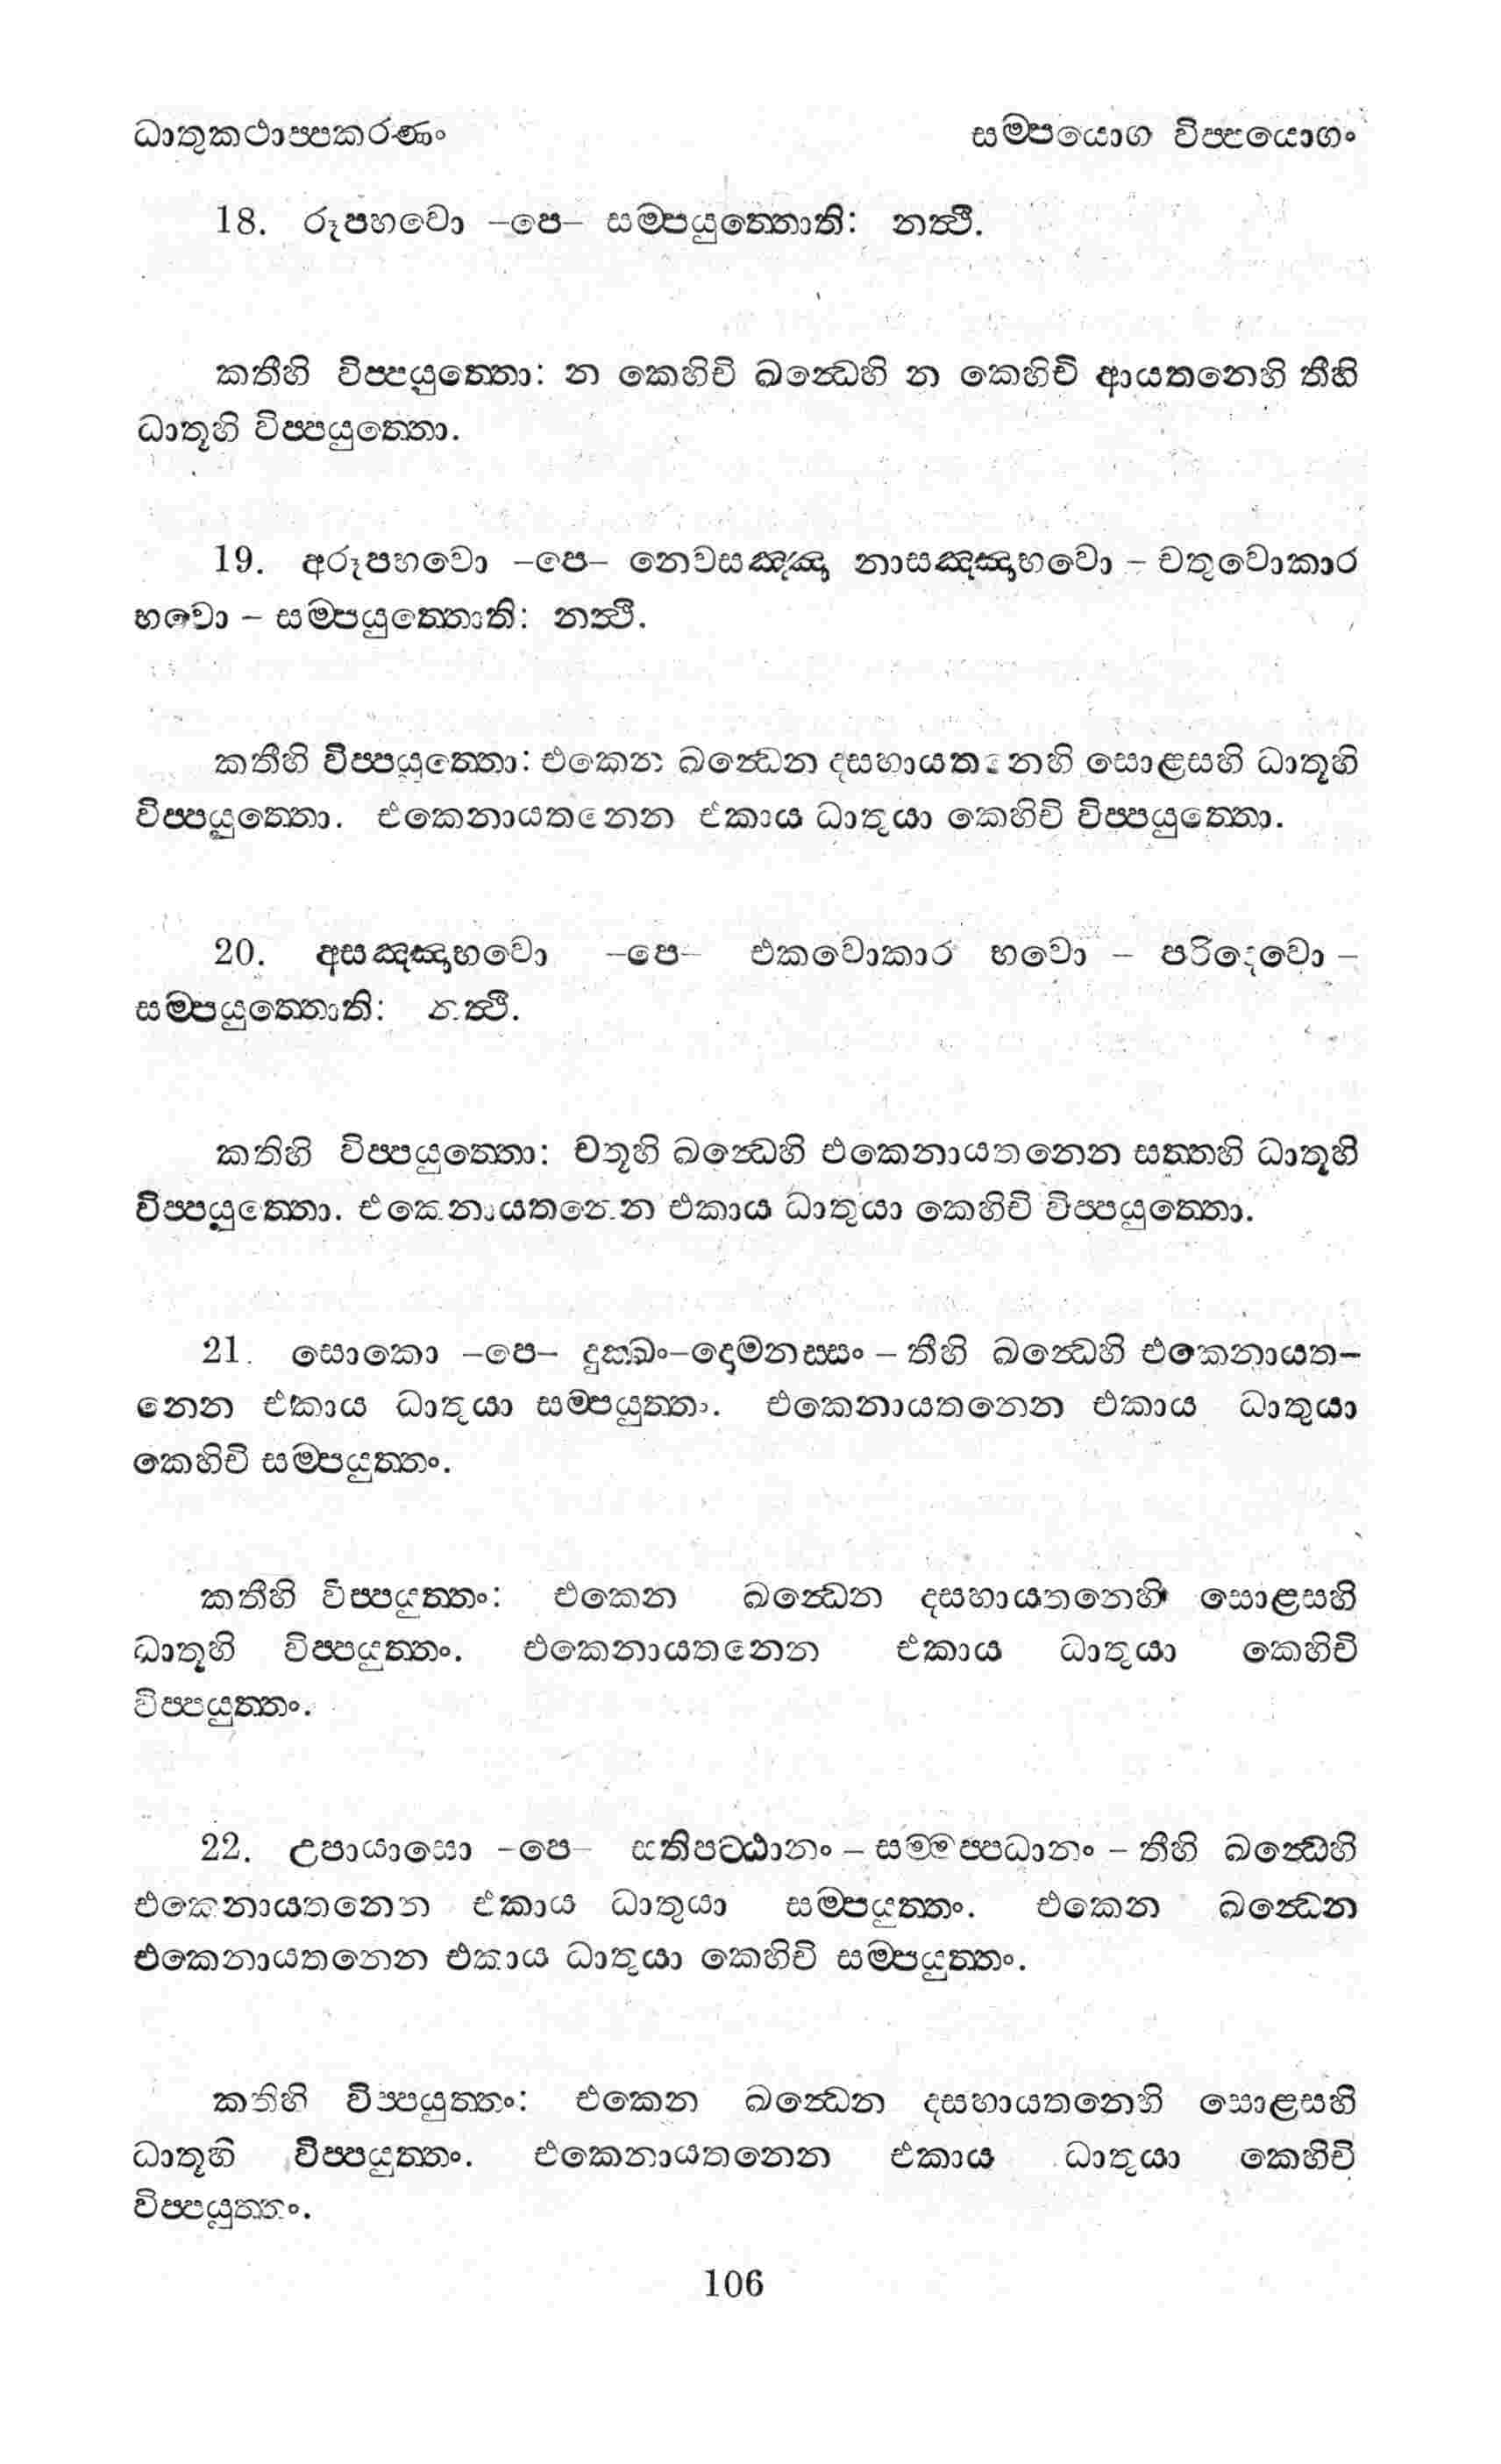 ධාතුකථාප්පකරණං සම්පයොග විප්පයොගං
18. රූපභවො –පෙ– සම්පයුත්තොති: නත්ථි.
කතීහි විප්පයුත්තො: න කෙහිචි ඛන්ධෙහි න කෙහිචි ආයතනෙහි තීහි
ධාතූහි විප්පයුත්තො.
19. අරූපභවො –පෙ– නෙවසඤ්ඤා නාසඤ්ඤාභවො – චතුවොකාර
භවො – සම්පයුත්තොති: නත්ථි.
කතීහි විප්පයුත්තො: එකෙන ඛන්ධෙන දසහායතනෙහි සොළසහි ධාතූහි
විප්පයුත්තො. එකෙනායතනෙන එකාය ධාතුයා කෙහිචි විප්පයුත්තො.
20. අසඤ්ඤාභවො –පෙ– එකවොකාර භවො – පරිදෙවො –
සම්පයුත්තොති: නත්ථි.
කතිහි විප්පයුත්තො: චතූහි ඛන්ධෙහි එකෙනායතනෙන සත්තහි ධාතූහි
විප්පයුත්තො. එකෙනායතනෙන එකාය ධාතුයා කෙහිචි විප්පයුත්තො.
21. සොකො –පෙ– දුක්ඛං–දොමනස්සං – තීහි ඛන්ධෙහි එකෙනායත–
නෙන එකාය ධාතුයා සම්පයුත්තං. එකෙනායතනෙන එකාය ධාතුයා
කෙහිචි සම්පයුත්තං.
කතීහි විප්පයුත්තං: එකෙන ඛන්ධෙන දසහායතනෙහි සොළසහි
ධාතූහි විප්පයුත්තං. එකෙනායතනෙන එකාය ධාතුයා කෙහිචි
විප්පයුත්තං.
22. උපායාසො –පෙ– සතිපට්ඨානං – සම්මප්පධානං – තීහි ඛන්ධෙහි
එකෙනායතනෙන එකාය ධාතුයා සම්පයුත්තං. එකෙන ඛන්ධෙන
එකෙනායතනෙන එකාය ධාතුයා කෙහිචි සම්පයුත්තං.
කතිහි විප්පයුත්තං: එකෙන ඛන්ධෙන දසහායතනෙහි සොළසහි
ධාතූහි විප්පයුත්තං. එකෙනායතනෙන එකාය ධාතුයා කෙහිචි
විප්පයුත්තං.
106